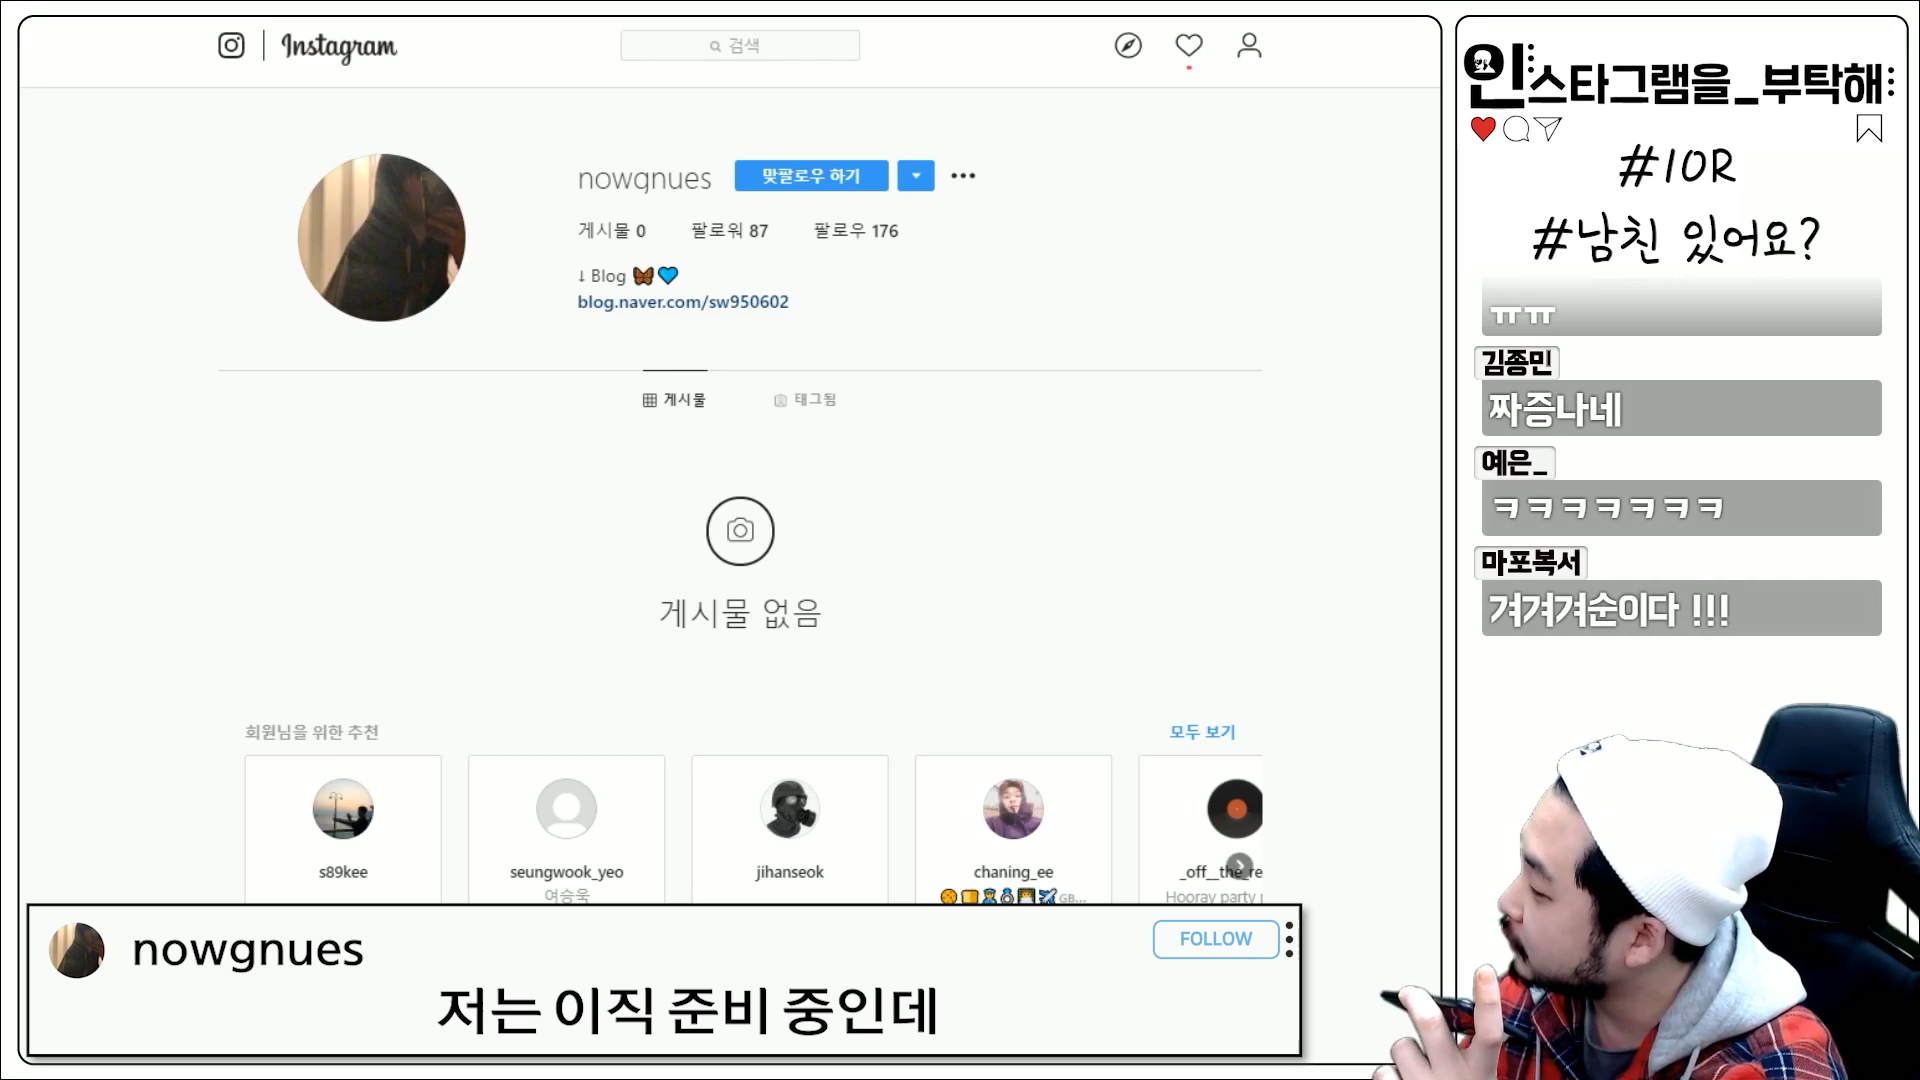 Instagram
검색
nowgnues
맞팔로우 하기
게시물 0
팔로워 87
팔로우 176
↓ Blog 🦋💙
blog.naver.com/sw950602
게시물
태그됨
게시물 없음
회원님을 위한 추천
모두 보기
s89kee
seungwook_yeo
여승욱
jihanseok
chaning_ee
GB...
_off__the_re
Hooray party
nowgnues
FOLLOW
저는 이직 준비 중인데
인스타그램을_부탁해
#10R
#남친 있어요?
ㅠㅠ
김종민
짜증나네
예은_
ㅋㅋㅋㅋㅋㅋㅋ
마포복서
겨겨겨순이다 !!!